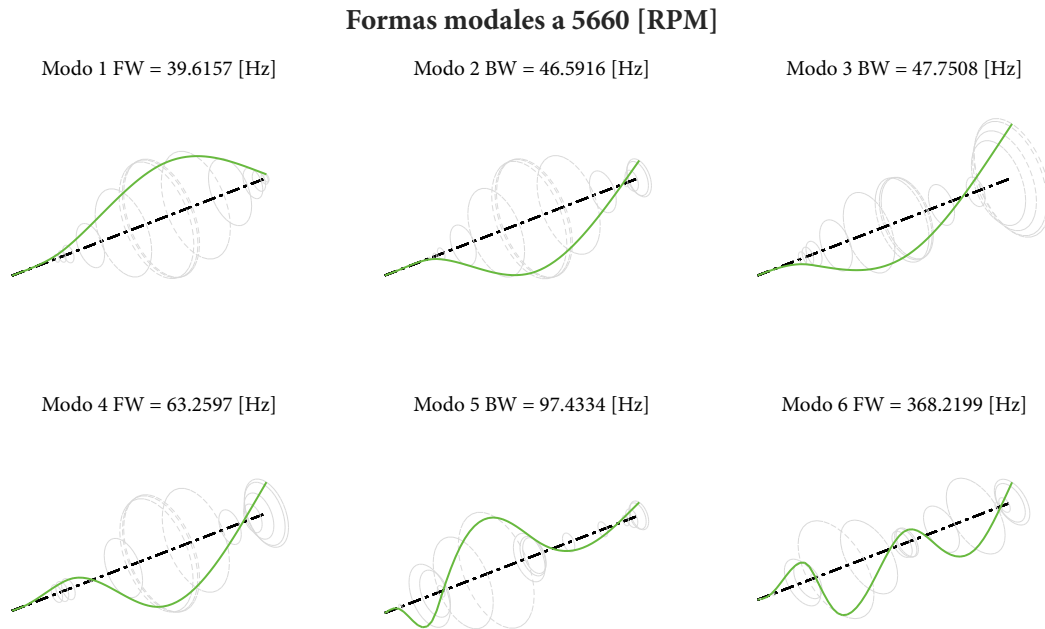 Formas modales a 5660 [RPM]
Modo 1 FW = 39.6157 [Hz]
Modo 2 BW = 46.5916 [Hz]
Modo 3 BW = 47.7508 [Hz]
Modo 4 FW = 63.2597 [Hz]
Modo 5 BW = 97.4334 [Hz]
Modo 6 FW = 368.2199 [Hz]